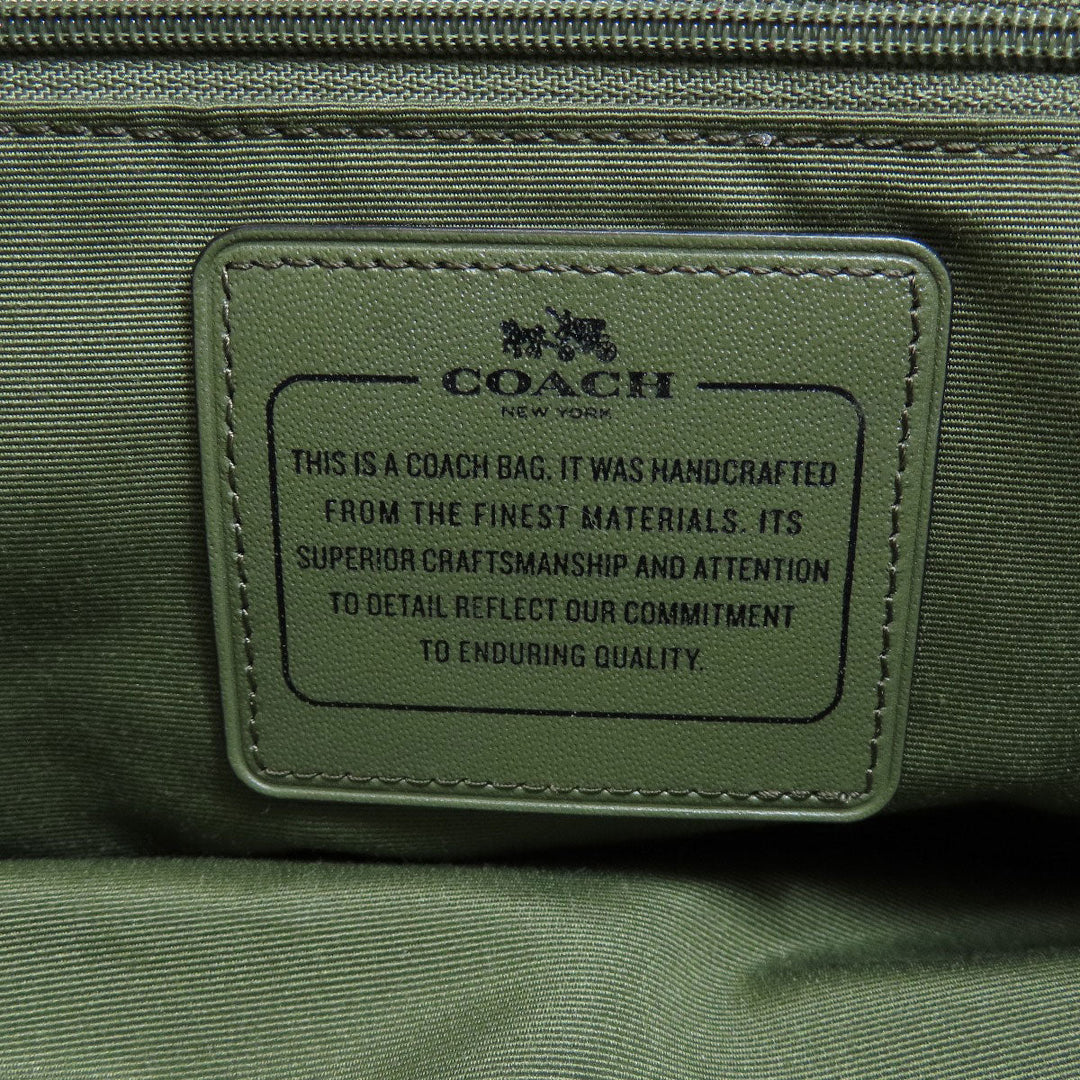 COACH
NEW YORK
THIS IS A COACH BAG. IT WAS HANDCRAFTED
FROM THE FINEST MATERIALS. ITS
SUPERIOR CRAFTSMANSHIP AND ATTENTION
TO DETAIL REFLECT OUR COMMITMENT
TO ENDURING QUALITY.